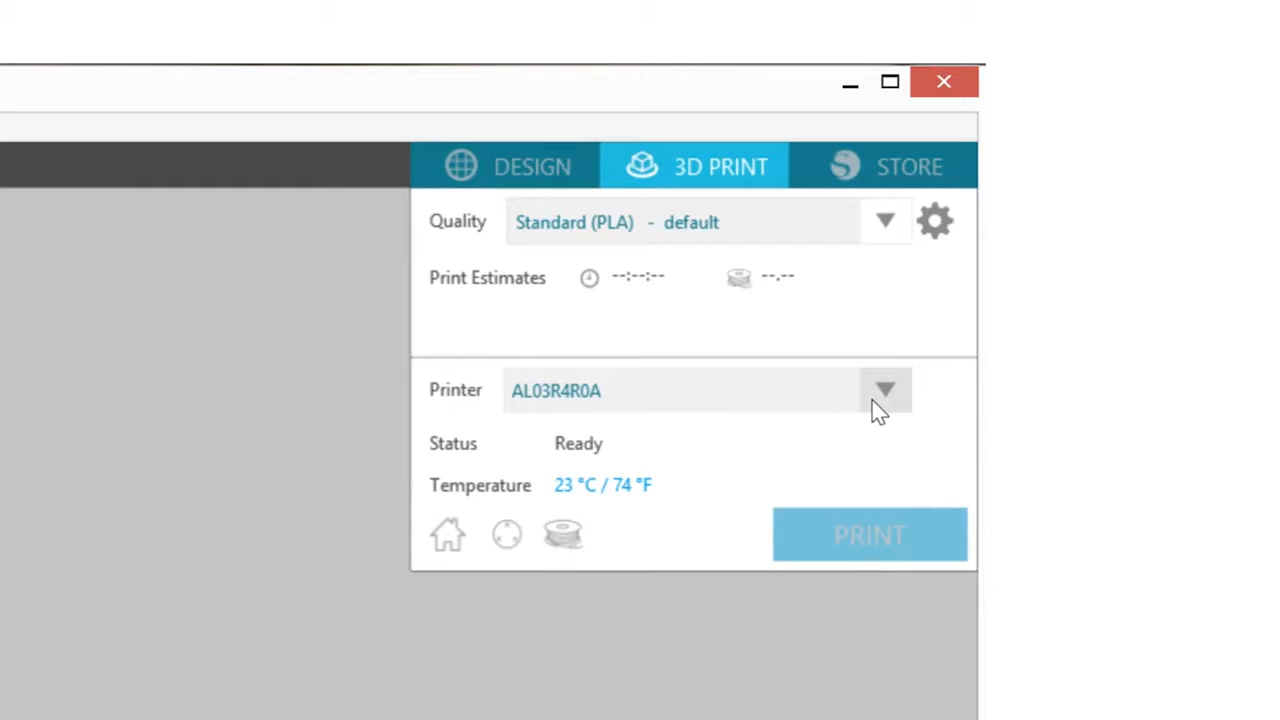 DESIGN 3D PRINT STORE
Quality Standard (PLA) - default
Print Estimates --:--:-- --.--
Printer AL03R4R0A
Status Ready
Temperature 23 °C / 74 °F
PRINT